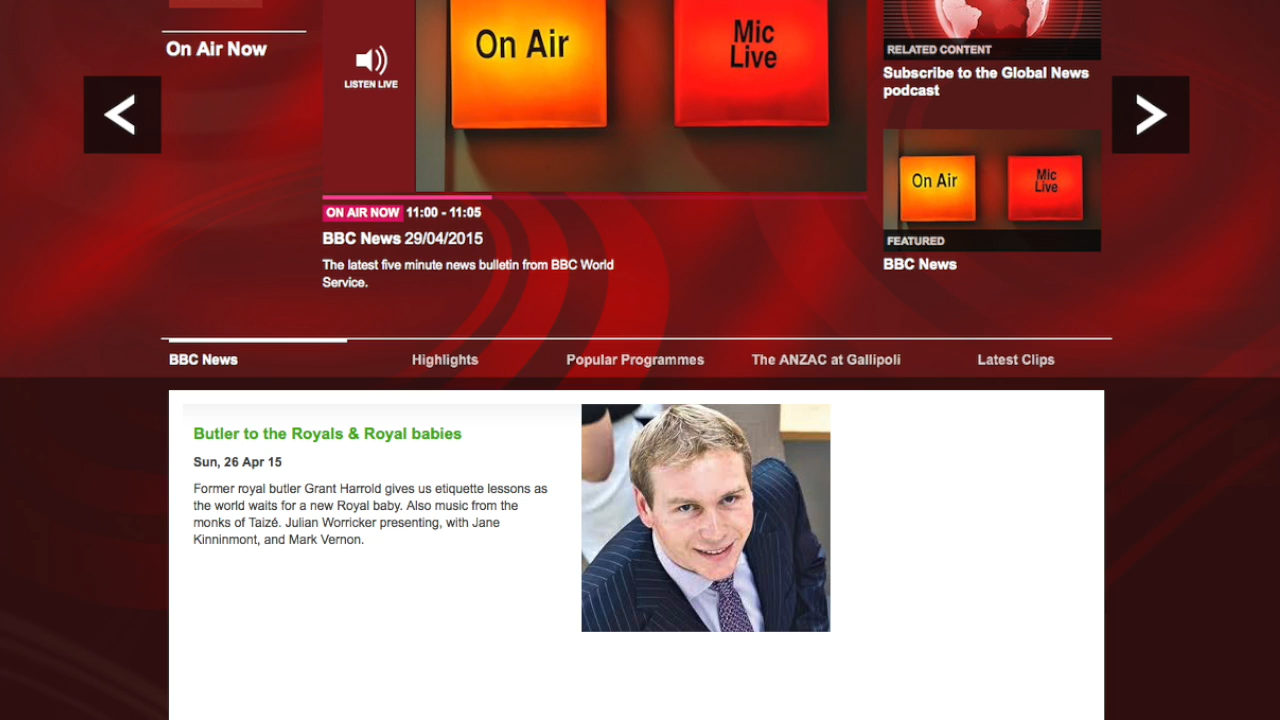 On Air Now
LISTEN LIVE
On Air
Mic
Live
RELATED CONTENT
Subscribe to the Global News
podcast
On Air
Mic
Live
FEATURED
BBC News
ON AIR NOW 11:00 - 11:05
BBC News 29/04/2015
The latest five minute news bulletin from BBC World
Service.
BBC News
Highlights
Popular Programmes
The ANZAC at Gallipoli
Latest Clips
Butler to the Royals & Royal babies
Sun, 26 Apr 15
Former royal butler Grant Harrold gives us etiquette lessons as
the world waits for a new Royal baby. Also music from the
monks of Taizé. Julian Worricker presenting, with Jane
Kinninmont, and Mark Vernon.